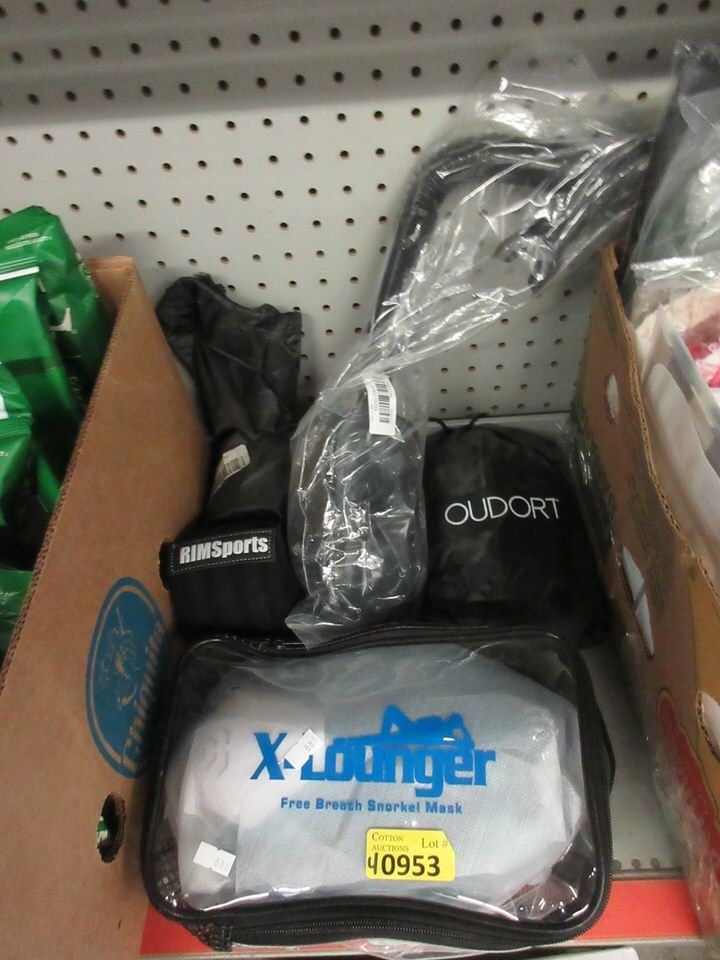 OUDORT
RIMSports
X-Lounger
Free Breath Snorkel Mask
COTTON
AUCTIONS
Lot #
40953